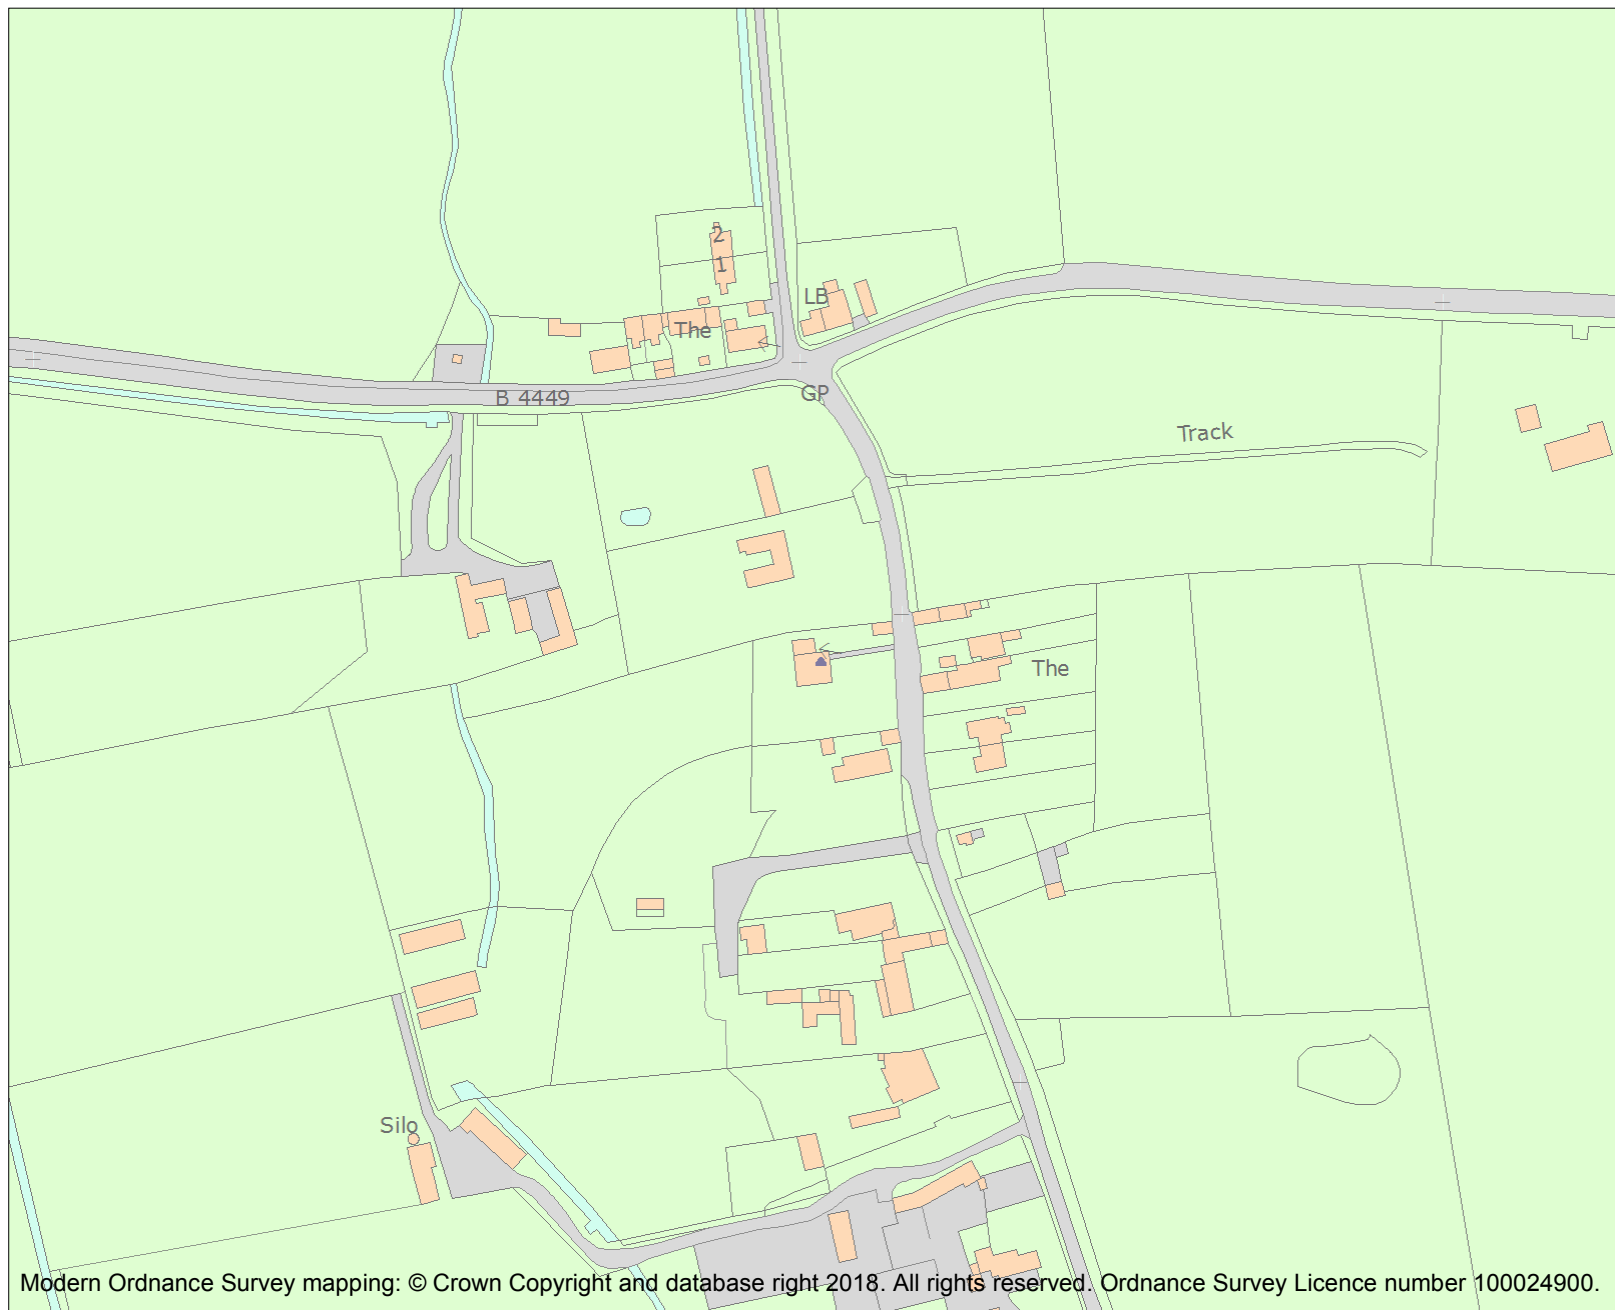 2
1
LB
The
B 4449
GP
Track
The
Silo
Modern Ordnance Survey mapping: © Crown Copyright and database right 2018. All rights reserved. Ordnance Survey Licence number 100024900.